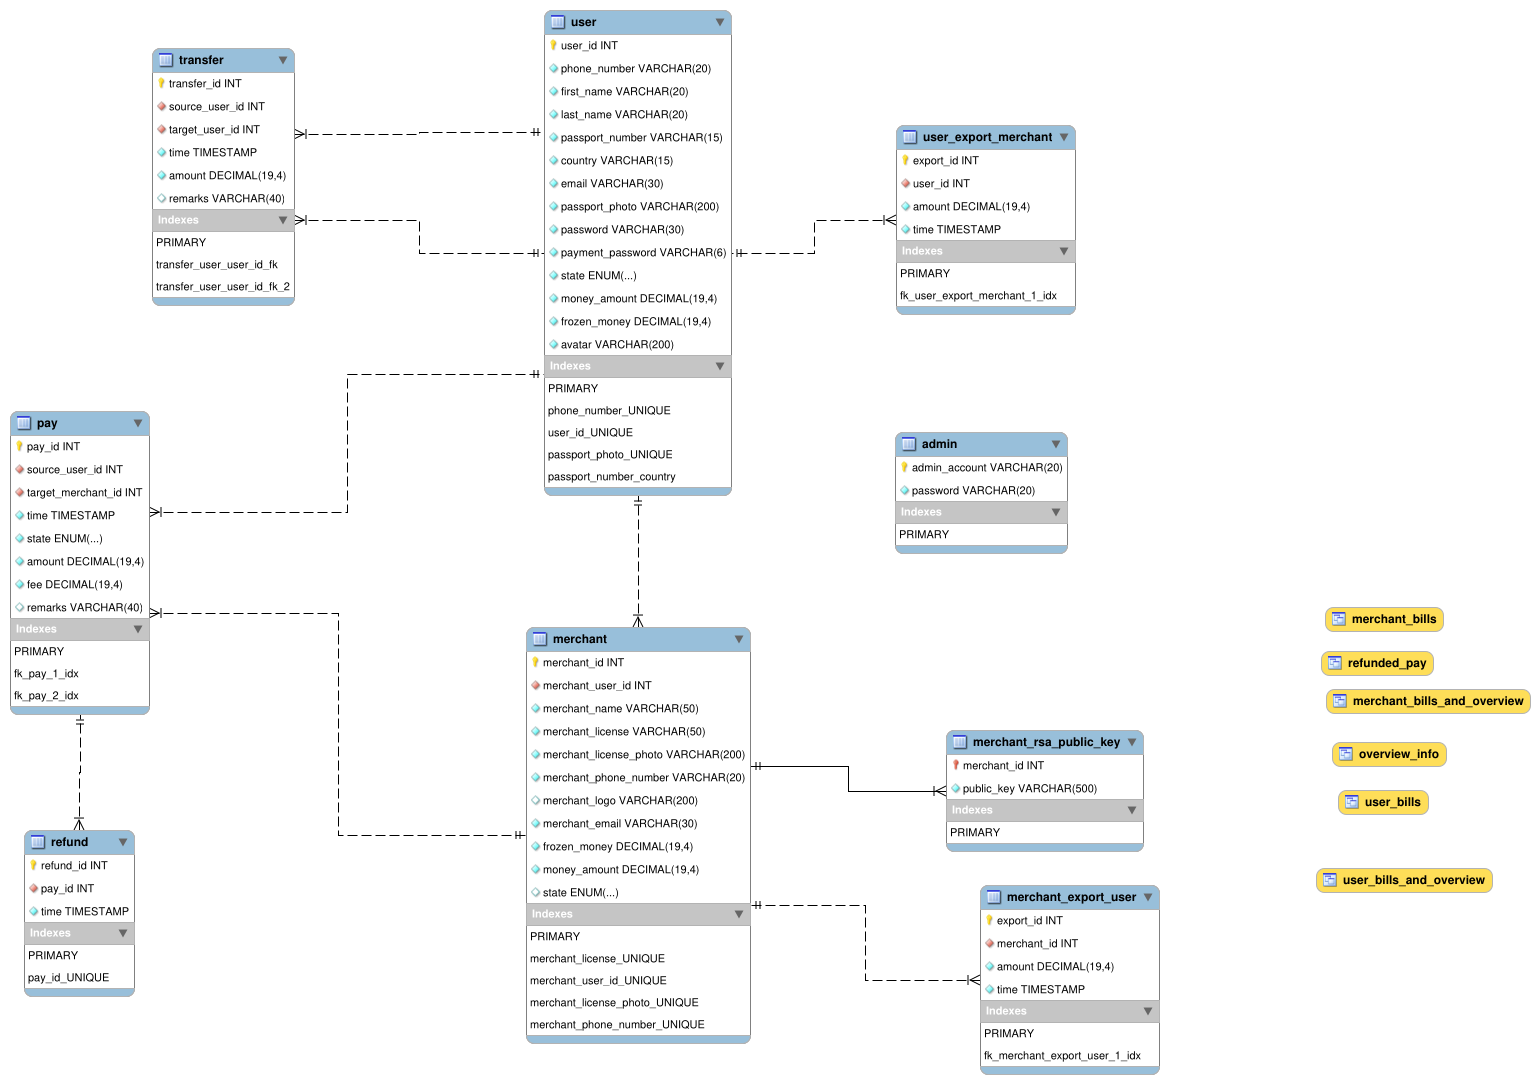 user
user_id INT
phone_number VARCHAR(20)
first_name VARCHAR(20)
last_name VARCHAR(20)
passport_number VARCHAR(15)
country VARCHAR(15)
email VARCHAR(30)
passport_photo VARCHAR(200)
password VARCHAR(30)
payment_password VARCHAR(6)
state ENUM(...)
money_amount DECIMAL(19,4)
frozen_money DECIMAL(19,4)
avatar VARCHAR(200)
Indexes
PRIMARY
phone_number_UNIQUE
user_id_UNIQUE
passport_photo_UNIQUE
passport_number_country
transfer
transfer_id INT
source_user_id INT
target_user_id INT
time TIMESTAMP
amount DECIMAL(19,4)
remarks VARCHAR(40)
Indexes
PRIMARY
transfer_user_user_id_fk
transfer_user_user_id_fk_2
user_export_merchant
export_id INT
user_id INT
amount DECIMAL(19,4)
time TIMESTAMP
Indexes
PRIMARY
fk_user_export_merchant_1_idx
pay
pay_id INT
source_user_id INT
target_merchant_id INT
time TIMESTAMP
state ENUM(...)
amount DECIMAL(19,4)
fee DECIMAL(19,4)
remarks VARCHAR(40)
Indexes
PRIMARY
fk_pay_1_idx
fk_pay_2_idx
admin
admin_account VARCHAR(20)
password VARCHAR(20)
Indexes
PRIMARY
merchant
merchant_id INT
merchant_user_id INT
merchant_name VARCHAR(50)
merchant_license VARCHAR(50)
merchant_license_photo VARCHAR(200)
merchant_phone_number VARCHAR(20)
merchant_logo VARCHAR(200)
merchant_email VARCHAR(30)
frozen_money DECIMAL(19,4)
money_amount DECIMAL(19,4)
state ENUM(...)
Indexes
PRIMARY
merchant_license_UNIQUE
merchant_user_id_UNIQUE
merchant_license_photo_UNIQUE
merchant_phone_number_UNIQUE
merchant_rsa_public_key
merchant_id INT
public_key VARCHAR(500)
Indexes
PRIMARY
refund
refund_id INT
pay_id INT
time TIMESTAMP
Indexes
PRIMARY
pay_id_UNIQUE
merchant_export_user
export_id INT
merchant_id INT
amount DECIMAL(19,4)
time TIMESTAMP
Indexes
PRIMARY
fk_merchant_export_user_1_idx
merchant_bills
refunded_pay
merchant_bills_and_overview
overview_info
user_bills
user_bills_and_overview